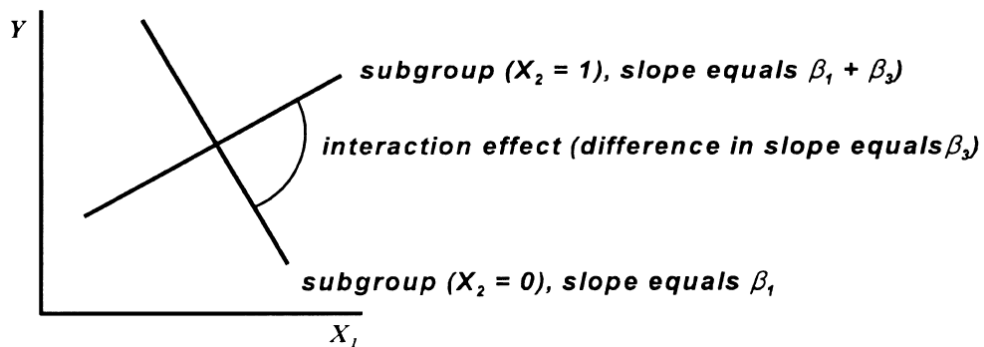 Y
subgroup (X₂ = 1), slope equals β₁ + β₃)
interaction effect (difference in slope equals β₃)
subgroup (X₂ = 0), slope equals β₁
X₁